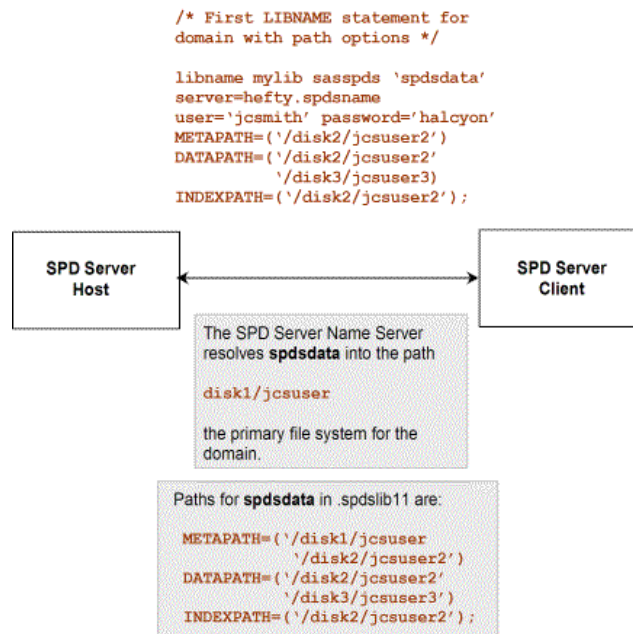 /* First LIBNAME statement for
domain with path options */
libname mylib sasspds ‘spdsdata’
server=hefty.spdsname
user=‘jcsmith’ password=’halcyon’
METAPATH=(‘/disk2/jcsuser2’)
DATAPATH=(‘/disk2/jcsuser2’
‘/disk3/jcsuser3)
INDEXPATH=(‘/disk2/jcsuser2’);
SPD Server
Host
SPD Server
Client
The SPD Server Name Server
resolves spdsdata into the path
disk1/jcsuser
the primary file system for the
domain.
Paths for spdsdata in .spdslib11 are:
METAPATH=(‘/disk1/jcsuser
‘/disk2/jcsuser2’)
DATAPATH=(‘/disk2/jcsuser2’
‘/disk3/jcsuser3’)
INDEXPATH=(‘/disk2/jcsuser2’);